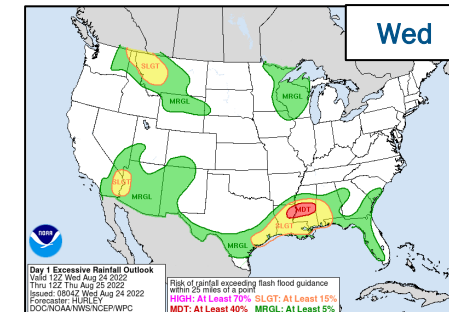 Wed
SLGT
MRGL
MRGL
SLGT
MRGL
MDT
SLGT
MRGL
NOAA
Day 1 Excessive Rainfall Outlook
Valid 12Z Wed Aug 24 2022
Thru 12Z Thu Aug 25 2022
Issued: 0804Z Wed Aug 24 2022
Forecaster: HURLEY
DOC/NOAA/NWS/NCEP/WPC
Risk of rainfall exceeding flash flood guidance
within 25 miles of a point
HIGH: At Least 70% SLGT: At Least 15%
MDT: At Least 40% MRGL: At Least 5%